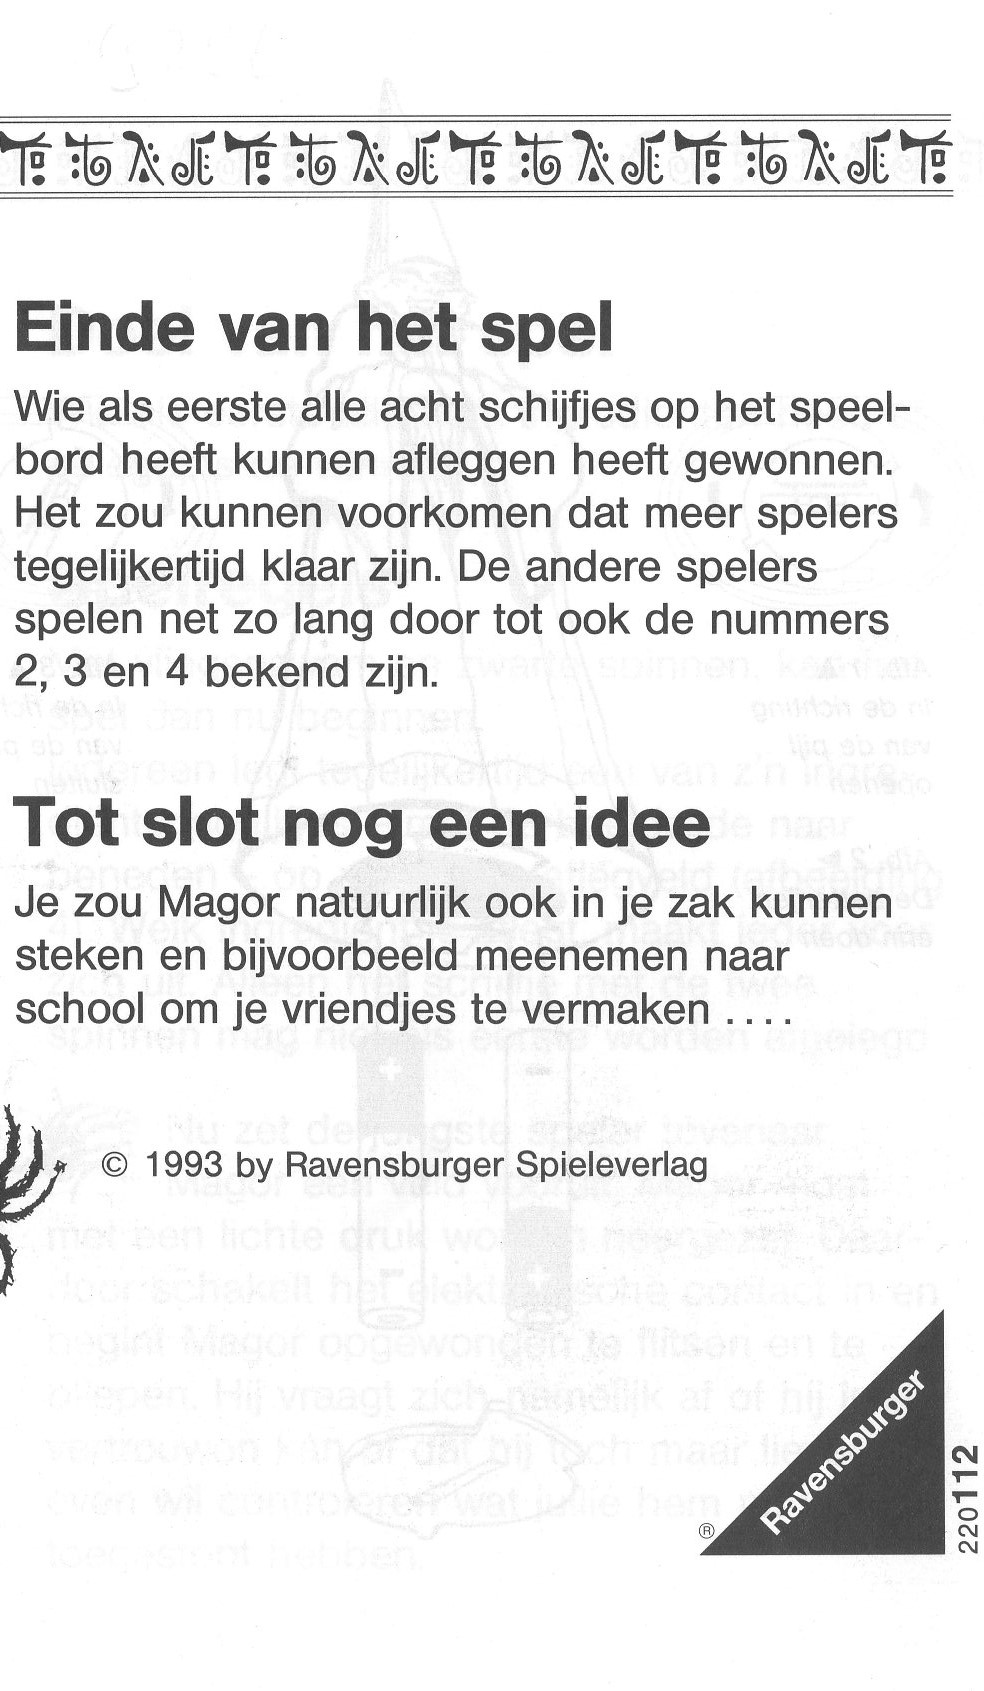 Einde van het spel
Wie als eerste alle acht schijfjes op het speel-
bord heeft kunnen afleggen heeft gewonnen.
Het zou kunnen voorkomen dat meer spelers
tegelijkertijd klaar zijn. De andere spelers
spelen net zo lang door tot ook de nummers
2, 3 en 4 bekend zijn.
Tot slot nog een idee
Je zou Magor natuurlijk ook in je zak kunnen
steken en bijvoorbeeld meenemen naar
school om je vriendjes te vermaken . . . .
© 1993 by Ravensburger Spieleverlag
Ravensburger
®
220112